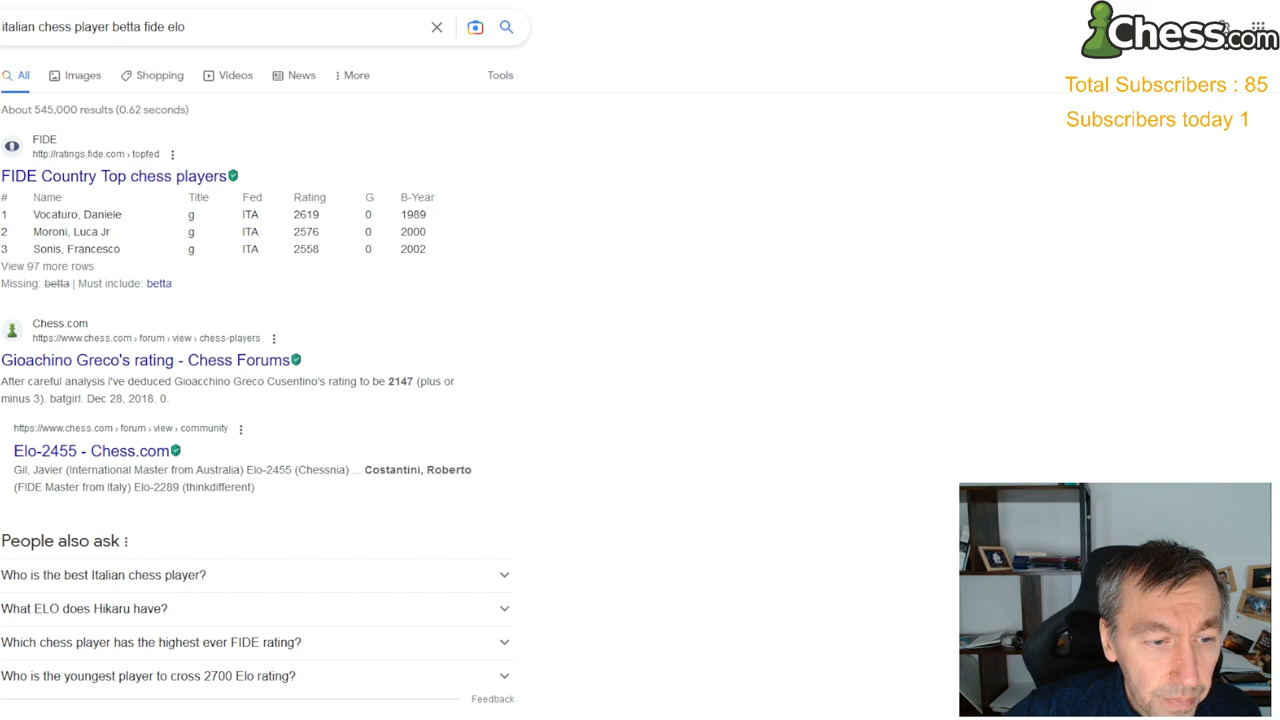 italian chess player betta fide elo
Chess.com
Total Subscribers : 85
Subscribers today 1
All Images Shopping Videos News More Tools
About 545,000 results (0.62 seconds)
FIDE
http://ratings.fide.com › topfed
FIDE Country Top chess players
# Name Title Fed Rating G B-Year
1 Vocaturo, Daniele g ITA 2619 0 1989
2 Moroni, Luca Jr g ITA 2576 0 2000
3 Sonis, Francesco g ITA 2558 0 2002
View 97 more rows
Missing: betta | Must include: betta
Chess.com
https://www.chess.com › forum › view › chess-players
Gioachino Greco's rating - Chess Forums
After careful analysis I've deduced Gioacchino Greco Cusentino's rating to be 2147 (plus or
minus 3). batgirl. Dec 28, 2018. 0.
https://www.chess.com › forum › view › community
Elo-2455 - Chess.com
Gil, Javier (International Master from Australia) Elo-2455 (Chessnia) ... Costantini, Roberto
(FIDE Master from Italy) Elo-2289 (thinkdifferent)
People also ask
Who is the best Italian chess player?
What ELO does Hikaru have?
Which chess player has the highest ever FIDE rating?
Who is the youngest player to cross 2700 Elo rating?
Feedback